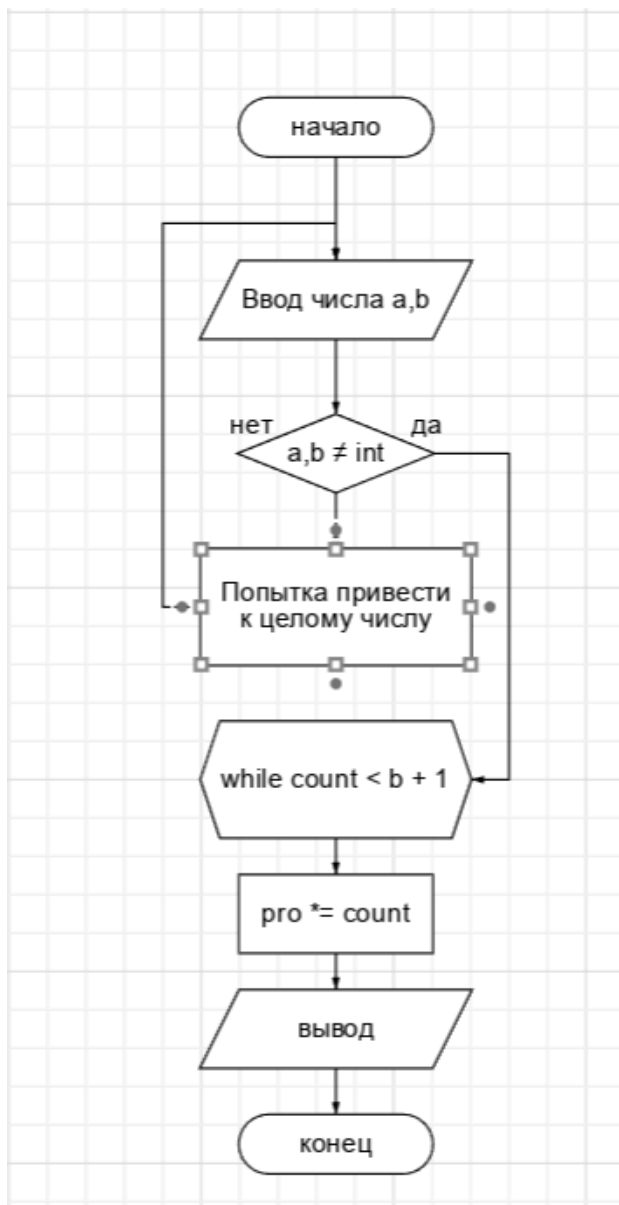 начало
Ввод числа a,b
нет
да
a,b ≠ int
Попытка привести
к целому числу
while count < b + 1
pro *= count
вывод
конец